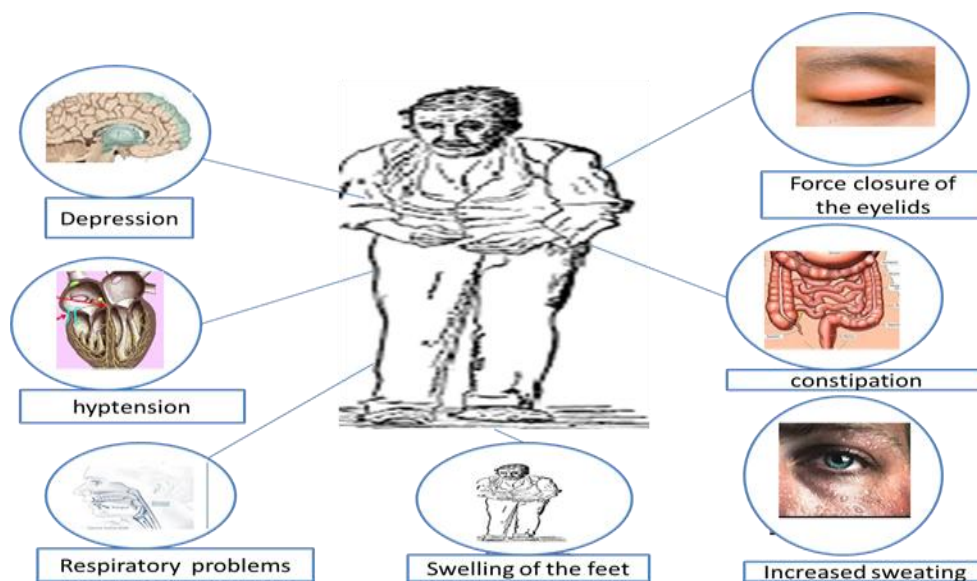 Depression
Force closure of
the eyelids
hyptension
constipation
Respiratory problems
Swelling of the feet
Increased sweating